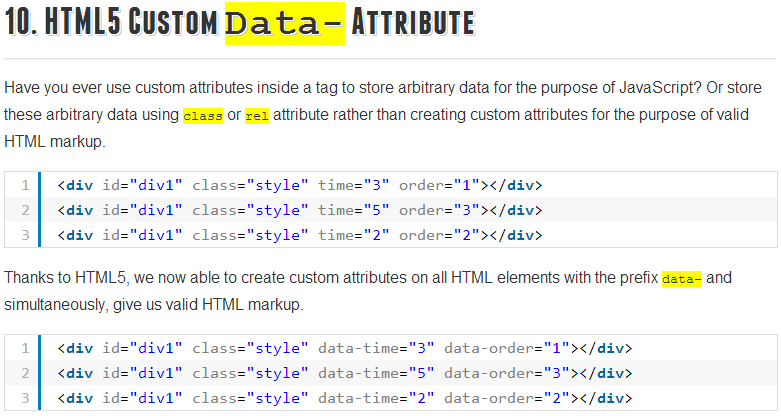 10. HTML5 Custom Data- Attribute
Have you ever use custom attributes inside a tag to store arbitrary data for the purpose of JavaScript? Or store
these arbitrary data using class or rel attribute rather than creating custom attributes for the purpose of valid
HTML markup.
1 <div id="div1" class="style" time="3" order="1"></div>
2 <div id="div1" class="style" time="5" order="3"></div>
3 <div id="div1" class="style" time="2" order="2"></div>
Thanks to HTML5, we now able to create custom attributes on all HTML elements with the prefix data- and
simultaneously, give us valid HTML markup.
1 <div id="div1" class="style" data-time="3" data-order="1"></div>
2 <div id="div1" class="style" data-time="5" data-order="3"></div>
3 <div id="div1" class="style" data-time="2" data-order="2"></div>